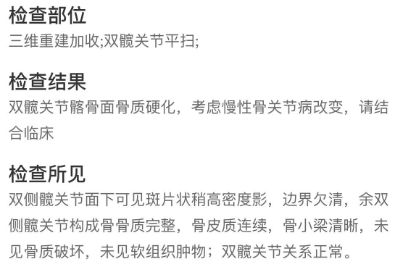 检查部位
三维重建加收;双髋关节平扫;
检查结果
双髋关节髂骨面骨质硬化，考虑慢性骨关节病改变，请结
合临床
检查所见
双侧髋关节面下可见斑片状稍高密度影，边界欠清，余双
侧髋关节构成骨骨质完整，骨皮质连续，骨小梁清晰，未
见骨质破坏，未见软组织肿物；双髋关节关系正常。